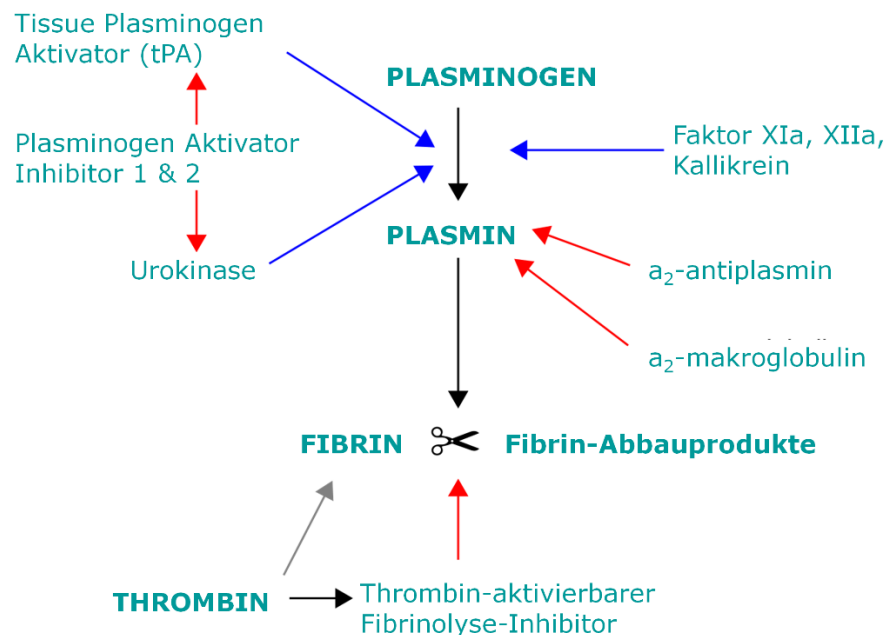 Tissue Plasminogen
Aktivator (tPA)
PLASMINOGEN
Plasminogen Aktivator
Inhibitor 1 & 2
Faktor XIa, XIIa,
Kallikrein
PLASMIN
Urokinase
a₂-antiplasmin
a₂-makroglobulin
FIBRIN
Fibrin-Abbauprodukte
THROMBIN
Thrombin-aktivierbarer
Fibrinolyse-Inhibitor